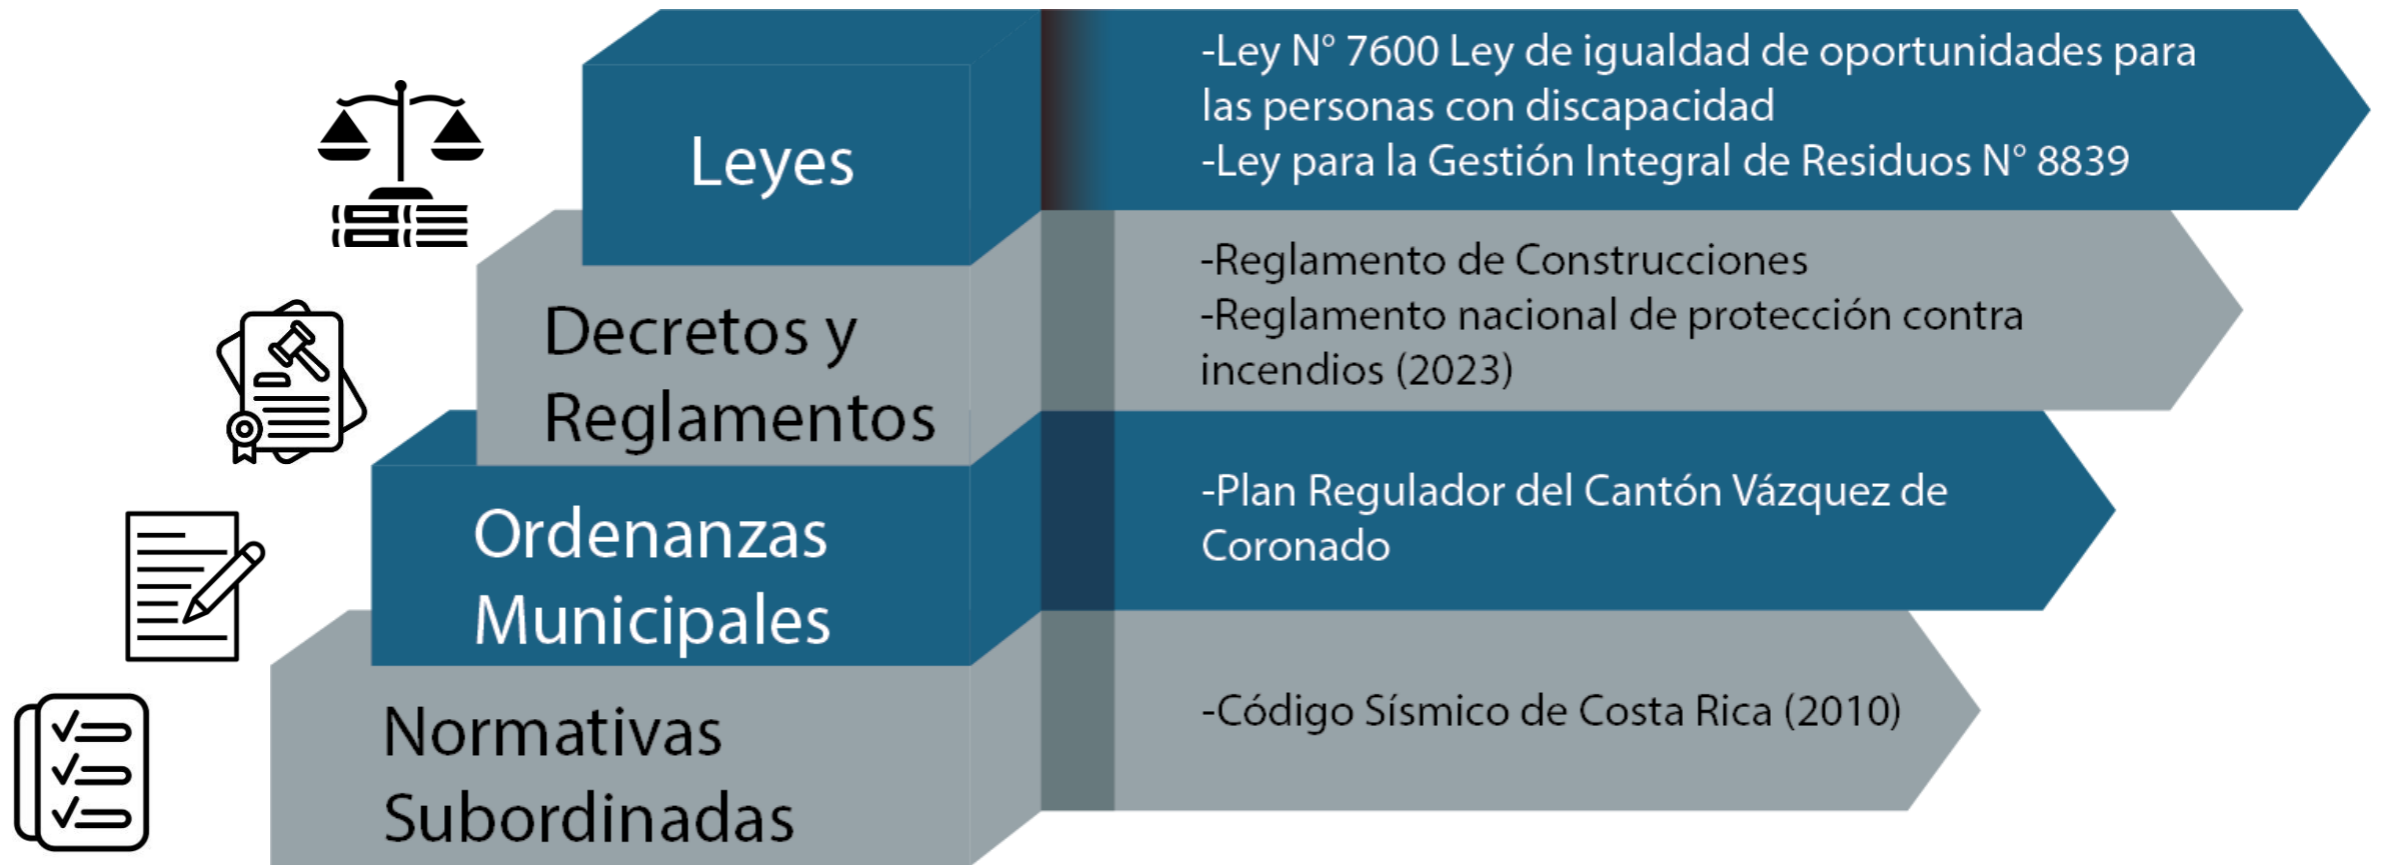 Leyes
-Ley N° 7600 Ley de igualdad de oportunidades para
las personas con discapacidad
-Ley para la Gestión Integral de Residuos N° 8839
Decretos y
Reglamentos
-Reglamento de Construcciones
-Reglamento nacional de protección contra
incendios (2023)
Ordenanzas
Municipales
-Plan Regulador del Cantón Vázquez de
Coronado
Normativas
Subordinadas
-Código Sísmico de Costa Rica (2010)